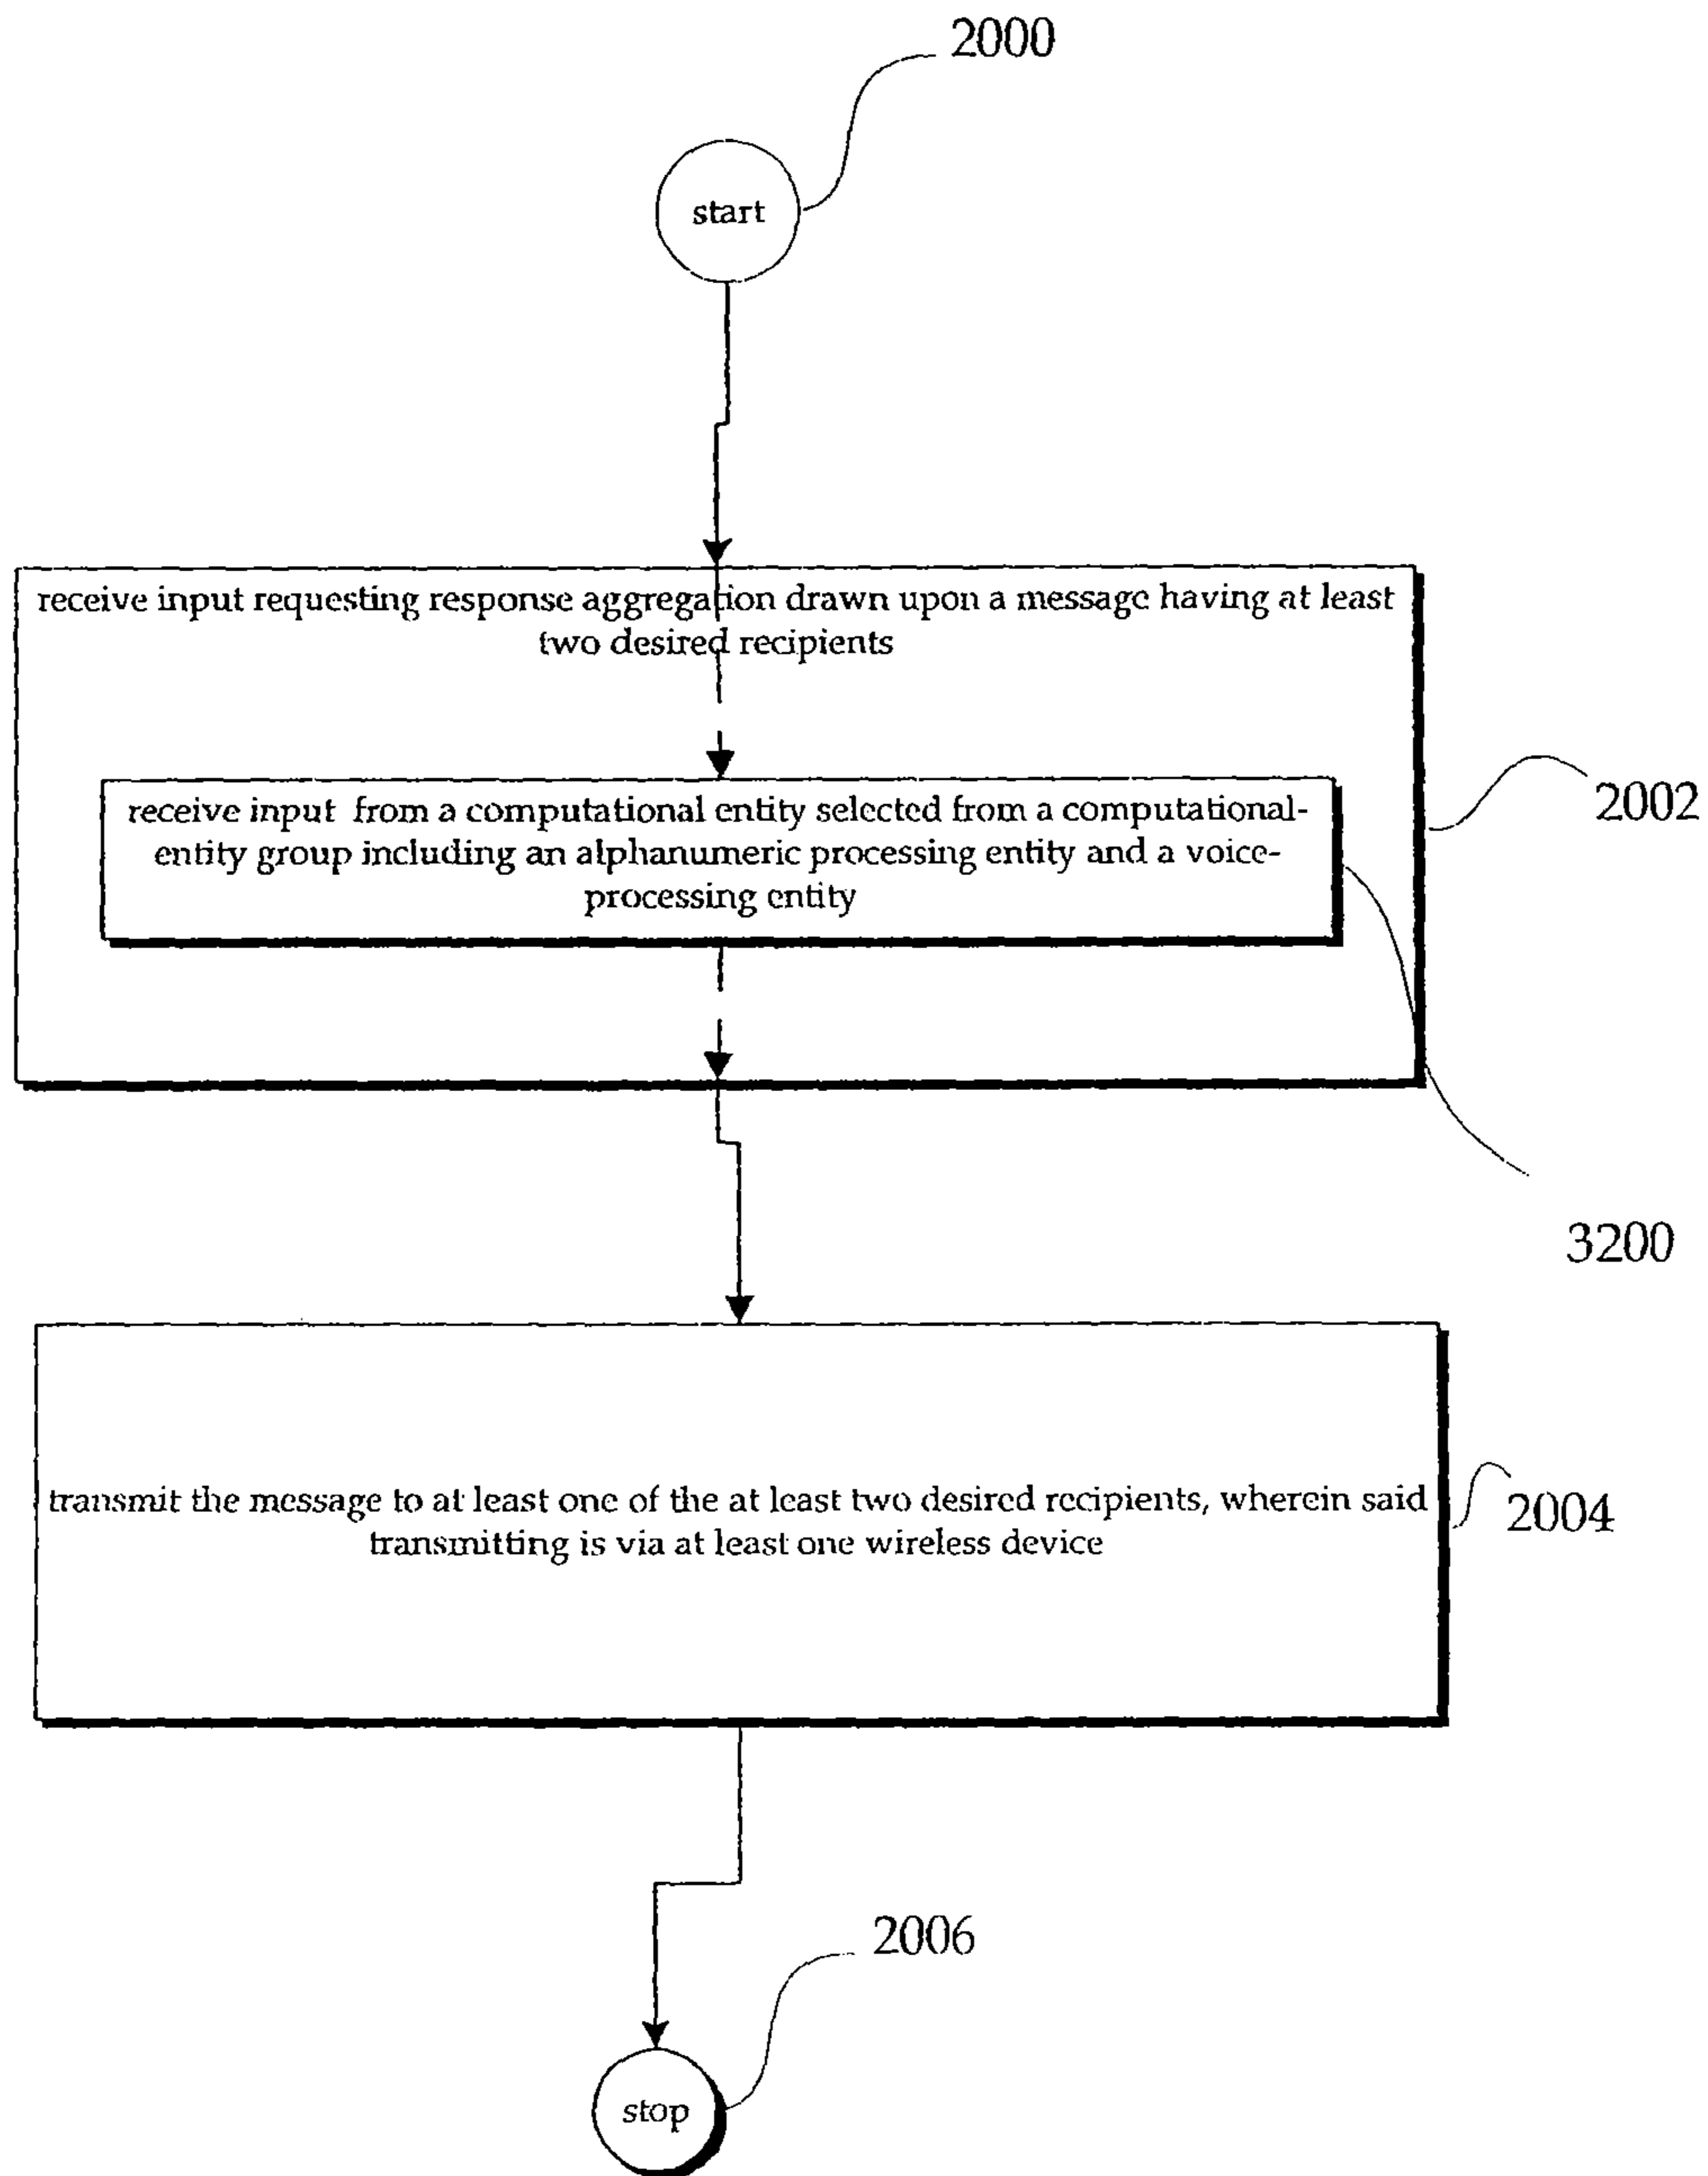 2000
start
receive input requesting response aggregation drawn upon a message having at least
two desired recipients
receive input from a computational entity selected from a computational-
entity group including an alphanumeric processing entity and a voice-
processing entity
2002
3200
transmit the message to at least one of the at least two desired recipients, wherein said
transmitting is via at least one wireless device
2004
2006
stop